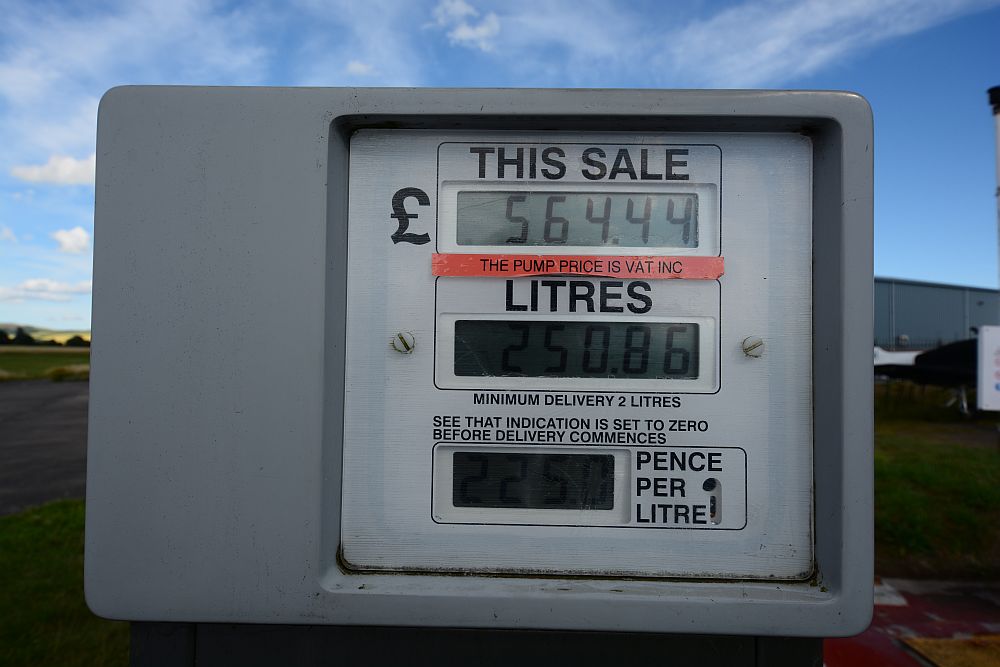 THIS SALE
£ 564.44
THE PUMP PRICE IS VAT INC
LITRES
250.86
MINIMUM DELIVERY 2 LITRES
SEE THAT INDICATION IS SET TO ZERO
BEFORE DELIVERY COMMENCES
225.0
PENCE
PER
LITRE